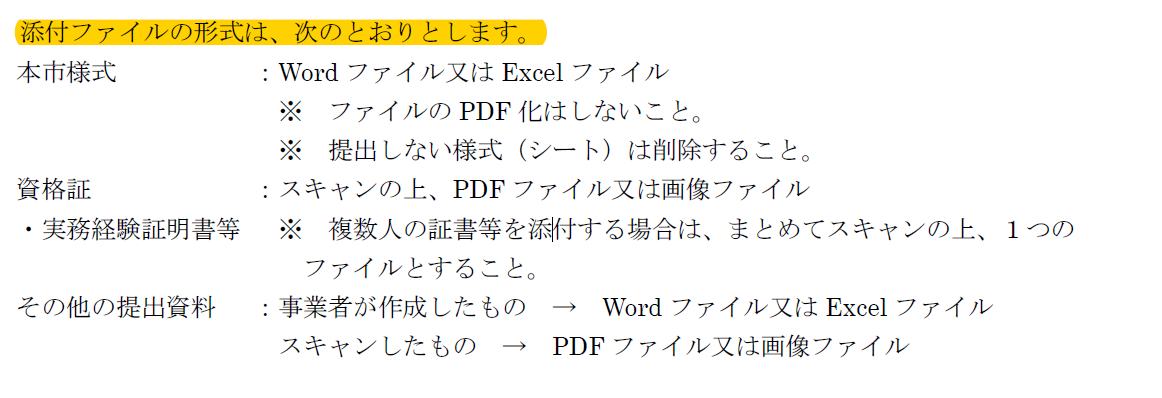 添付ファイルの形式は、次のとおりとします。
本市様式　　　　　：Word ファイル又は Excel ファイル
※　ファイルの PDF 化はしないこと。
※　提出しない様式（シート）は削除すること。
資格証　　　　　　：スキャンの上、PDF ファイル又は画像ファイル
・実務経験証明書等　※　複数人の証書等を添付する場合は、まとめてスキャンの上、１つの
ファイルとすること。
その他の提出資料　：事業者が作成したもの　→　Word ファイル又は Excel ファイル
スキャンしたもの　→　PDF ファイル又は画像ファイル